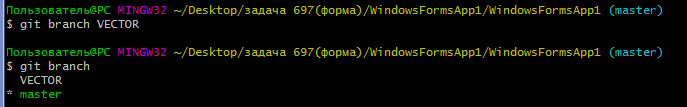 Пользователь@PC MINGW32 ~/Desktop/задача 697(форма)/WindowsFormsApp1/WindowsFormsApp1 (master)
$ git branch VECTOR
Пользователь@PC MINGW32 ~/Desktop/задача 697(форма)/WindowsFormsApp1/WindowsFormsApp1 (master)
$ git branch
  VECTOR
* master